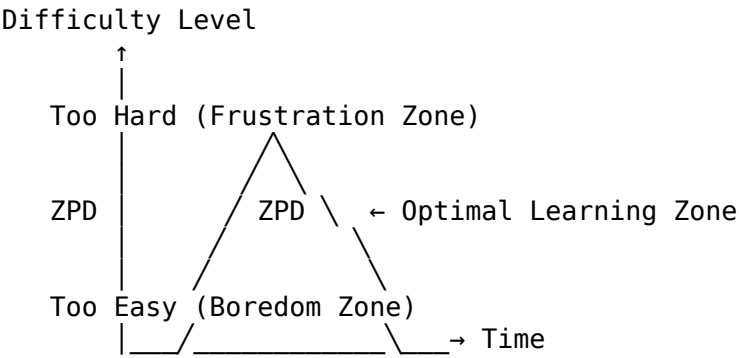 Difficulty Level
Too Hard (Frustration Zone)
ZPD ZPD ← Optimal Learning Zone
Too Easy (Boredom Zone)
→ Time